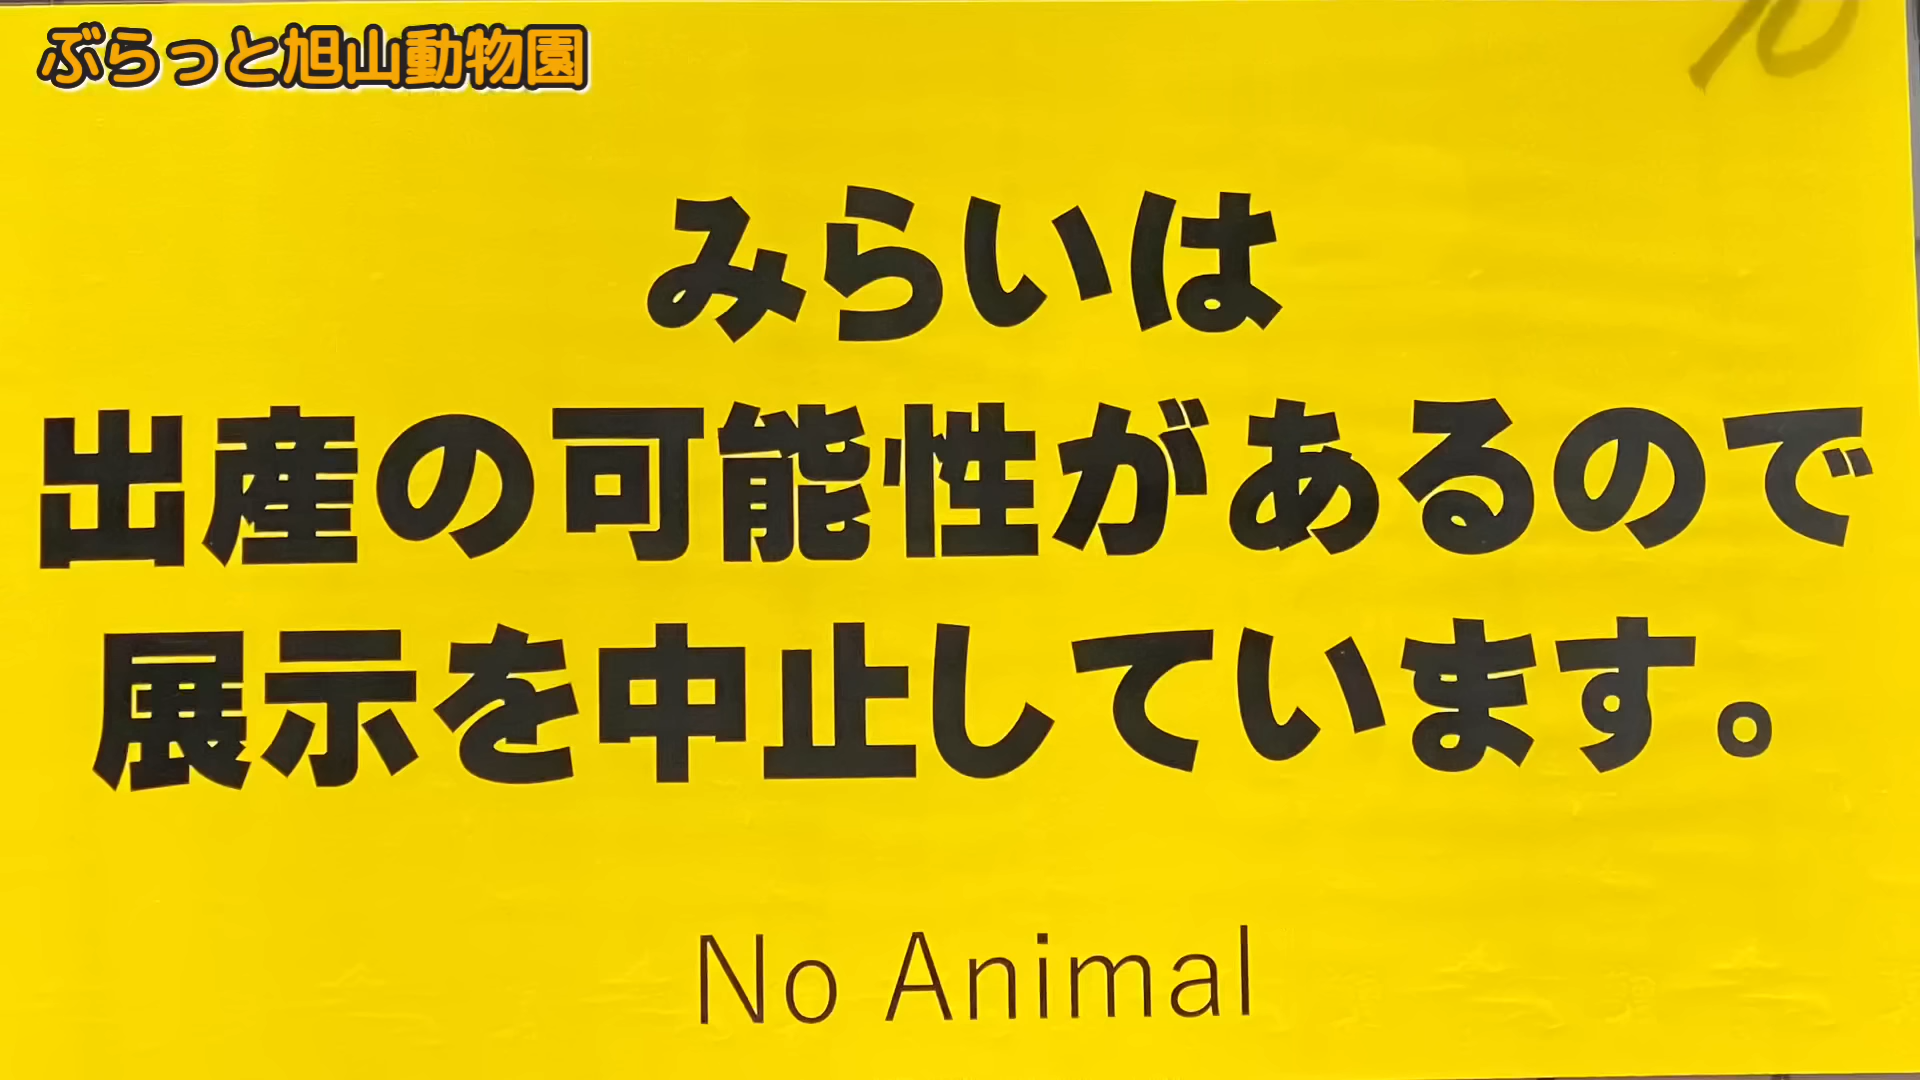 ぶらっと旭山動物園
みらいは
出産の可能性があるので
展示を中止しています。
No Animal